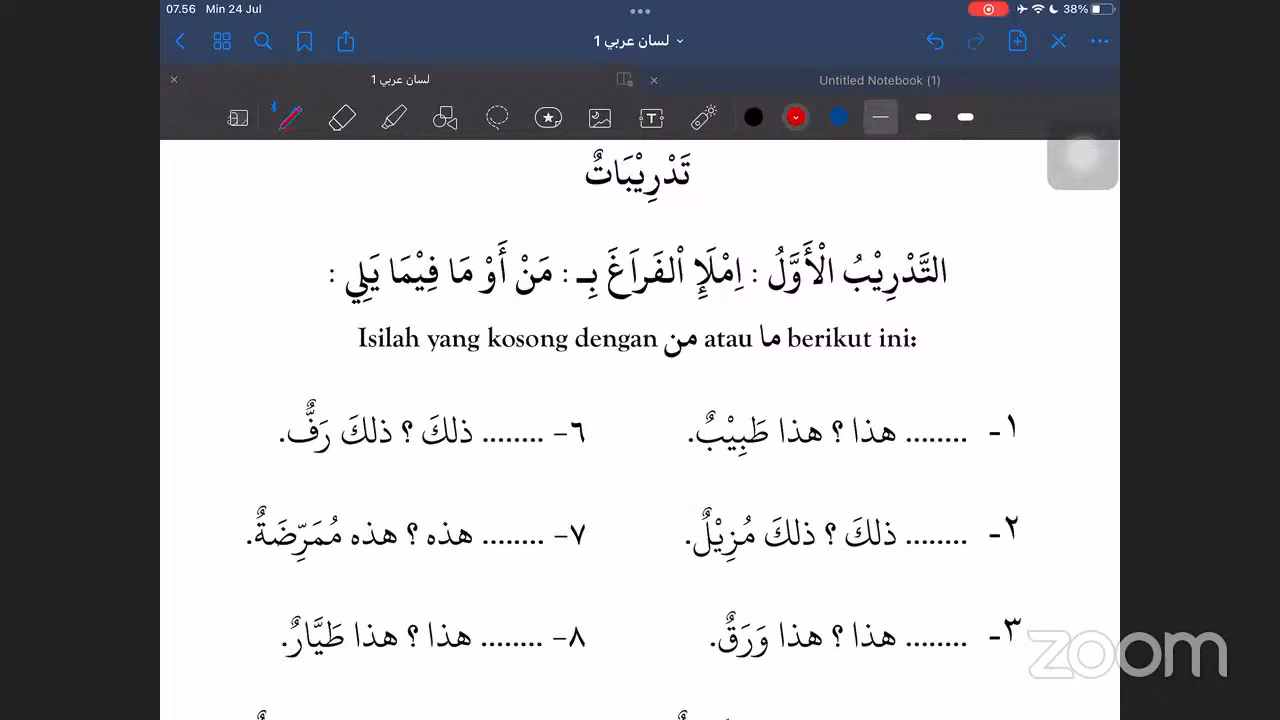 07.56 Min 24 Jul
38%
لسان عربي 1
لسان عربي 1
Untitled Notebook (1)
تَدْرِيْبَاتٌ
التَّدْرِيْبُ الْأَوَّلُ : اِمْلَإِ الْفَرَاغَ بِـ : مَنْ أَوْ مَا فِيْمَا يَلِي :
Isilah yang kosong dengan من atau ما berikut ini:
١- ........ هذا ؟ هذا طَبِيْبٌ.
٦- ........ ذلكَ ؟ ذلكَ رَفٌّ.
٢- ........ ذلكَ ؟ ذلكَ مُزِيْلٌ.
٧- ........ هذه ؟ هذه مُمَرِّضَةٌ.
٣- ........ هذا ؟ هذا وَرَقٌ.
٨- ........ هذا ؟ هذا طَيَّارٌ.
zoom